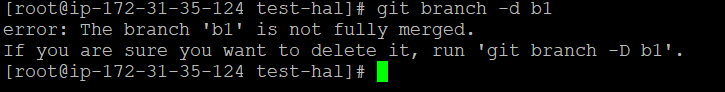 [root@ip-172-31-35-124 test-hal]# git branch -d b1
error: The branch 'b1' is not fully merged.
If you are sure you want to delete it, run 'git branch -D b1'.
[root@ip-172-31-35-124 test-hal]#